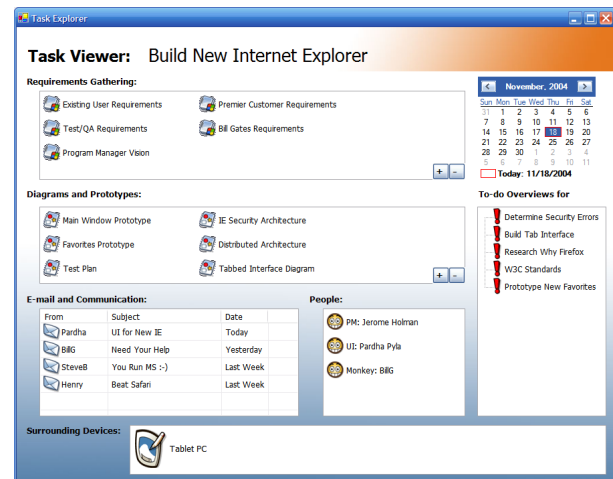 Task Explorer
Task Viewer: Build New Internet Explorer
Requirements Gathering:
Existing User Requirements
Premier Customer Requirements
Test/QA Requirements
Bill Gates Requirements
Program Manager Vision
+ -
November, 2004
Sun Mon Tue Wed Thu Fri Sat
31 1 2 3 4 5 6
7 8 9 10 11 12 13
14 15 16 17 18 19 20
21 22 23 24 25 26 27
28 29 30 1 2 3 4
5 6 7 8 9 10 11
Today: 11/18/2004
Diagrams and Prototypes:
Main Window Prototype
IE Security Architecture
Favorites Prototype
Distributed Architecture
Test Plan
Tabbed Interface Diagram
+ -
To-do Overviews for
Determine Security Errors
Build Tab Interface
Research Why Firefox
W3C Standards
Prototype New Favorites
E-mail and Communication:
From Subject Date
Pardha UI for New IE Today
BillG Need Your Help Yesterday
SteveB You Run MS :-) Last Week
Henry Beat Safari Last Week
People:
PM: Jerome Holman
UI: Pardha Pyla
Monkey: BillG
Surrounding Devices:
Tablet PC